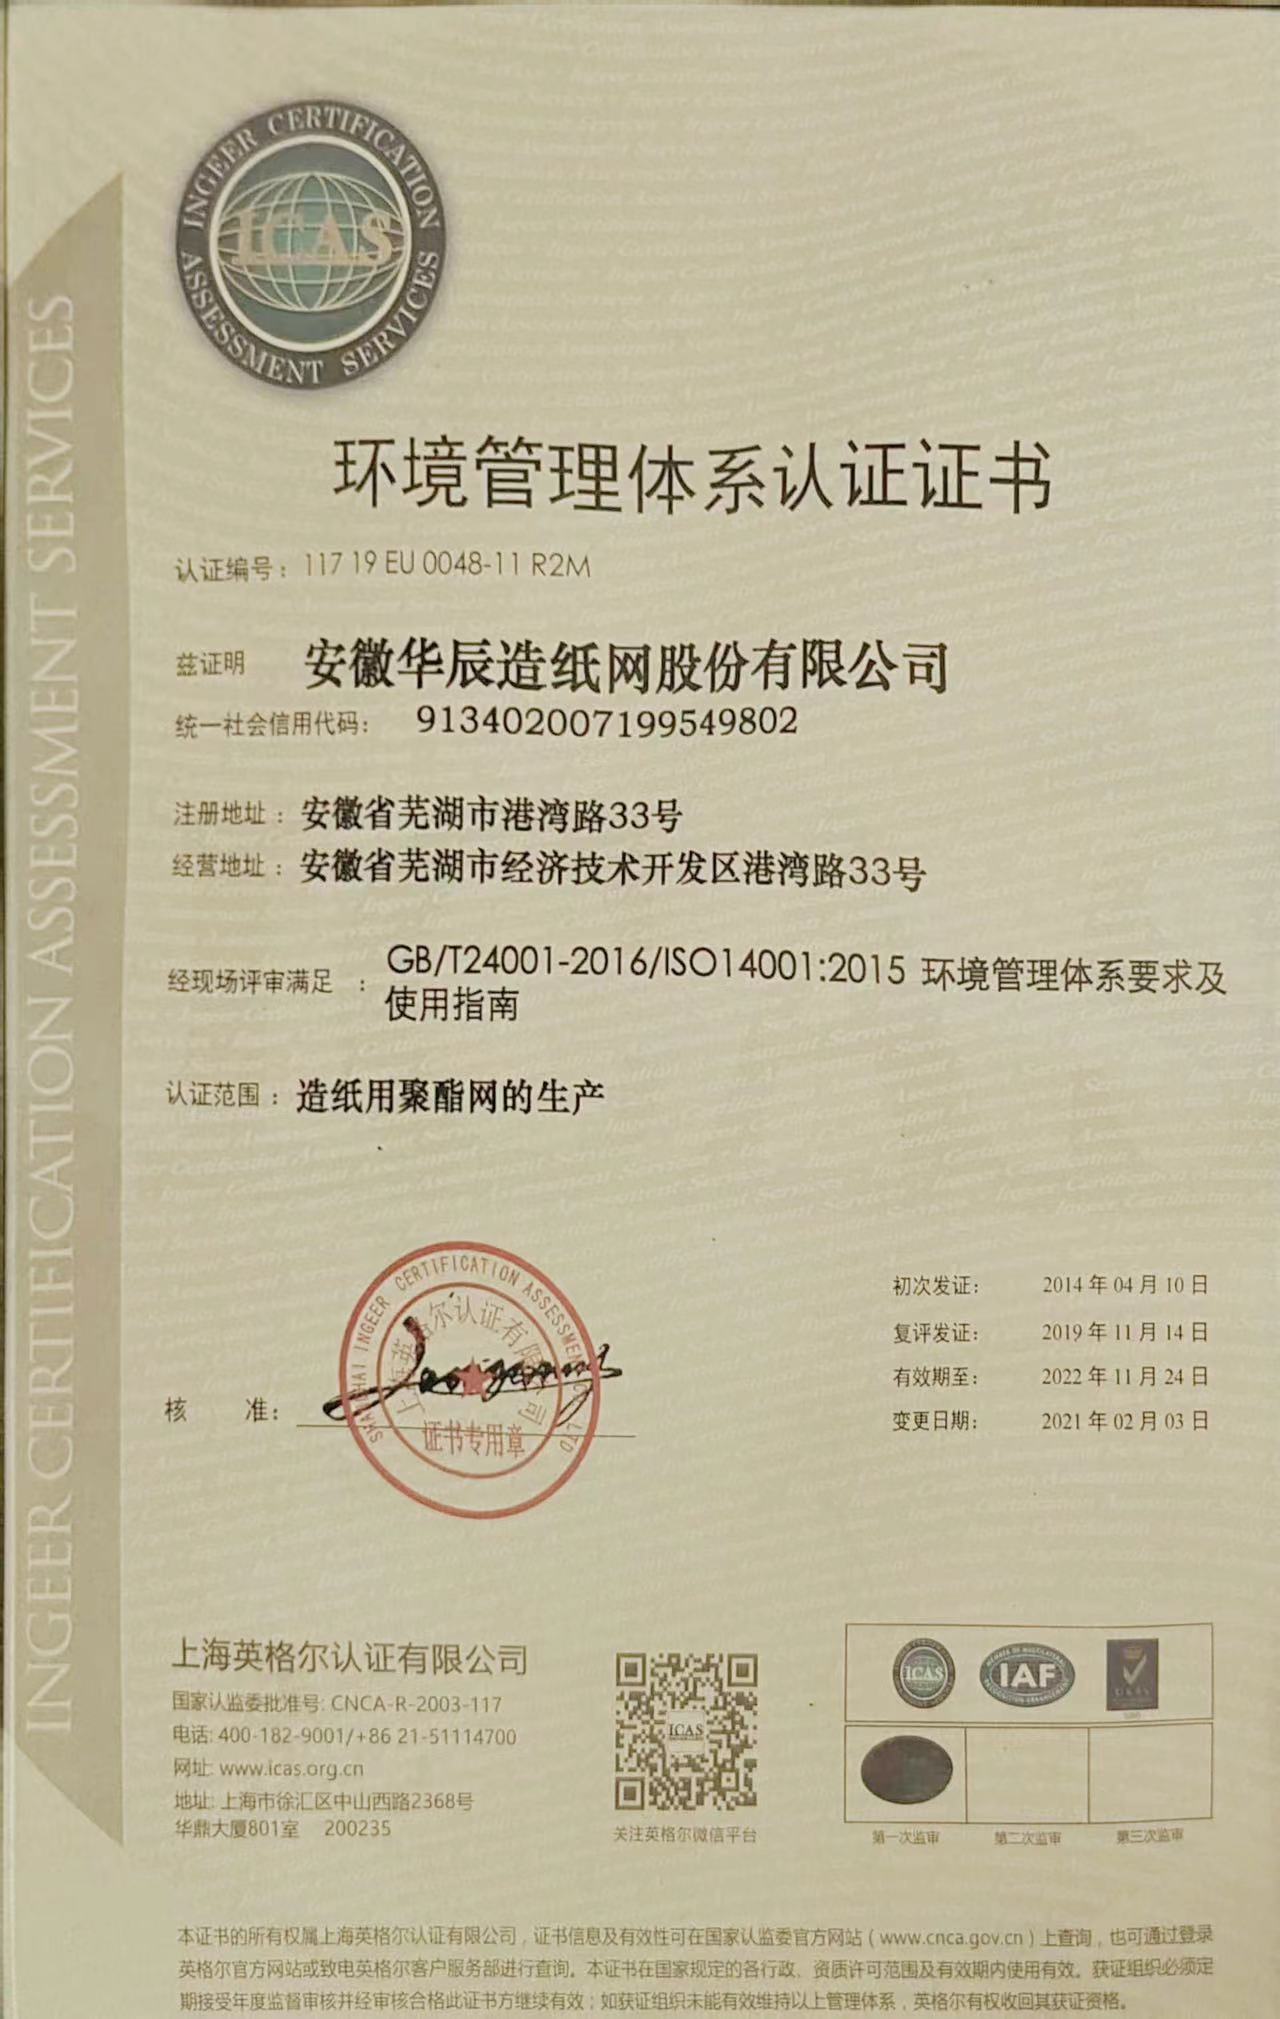 INGEER CERTIFICATION
ICAS
ASSESSMENT SERVICES
INGEER CERTIFICATION ASSESSMENT SERVICES
环境管理体系认证证书
认证编号：117 19 EU 0048-11 R2M
兹证明 安徽华辰造纸网股份有限公司
统一社会信用代码： 913402007199549802
注册地址：安徽省芜湖市港湾路33号
经营地址：安徽省芜湖市经济技术开发区港湾路33号
经现场评审满足：GB/T24001-2016/ISO14001:2015 环境管理体系要求及
使用指南
认证范围：造纸用聚酯网的生产
初次发证： 2014年04月10日
复评发证： 2019年11月14日
有效期至： 2022年11月24日
变更日期： 2021年02月03日
核 准：
SHANGHAI INGEER CERTIFICATION ASSESSMENT CO., LTD
上海英格尔认证有限公司
证书专用章
上海英格尔认证有限公司
国家认监委批准号: CNCA-R-2003-117
电话: 400-182-9001/+86 21-51114700
网址: www.icas.org.cn
地址: 上海市徐汇区中山西路2368号
华鼎大厦801室 200235
ICAS
关注英格尔微信平台
ICAS
IAF
第一次监审 第二次监审 第三次监审
本证书的所有权属上海英格尔认证有限公司，证书信息及有效性可在国家认监委官方网站（www.cnca.gov.cn）上查询，也可通过登录
英格尔官方网站或致电英格尔客户服务部进行查询。本证书在国家规定的各行政、资质许可范围及有效期内使用有效。获证组织必须定
期接受年度监督审核并经审核合格此证书方继续有效；如获证组织未能有效维持以上管理体系，英格尔有权收回其获证资格。